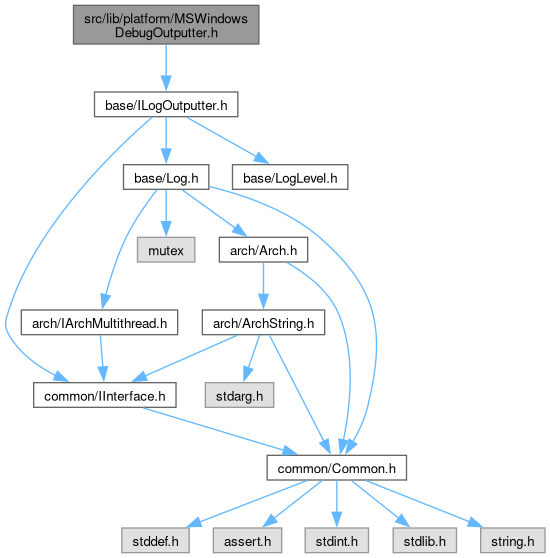 src/lib/platform/MSWindows
DebugOutputter.h
base/ILogOutputter.h
base/Log.h
base/LogLevel.h
mutex
arch/Arch.h
arch/IArchMultithread.h
arch/ArchString.h
common/IInterface.h
stdarg.h
common/Common.h
stddef.h
assert.h
stdint.h
stdlib.h
string.h